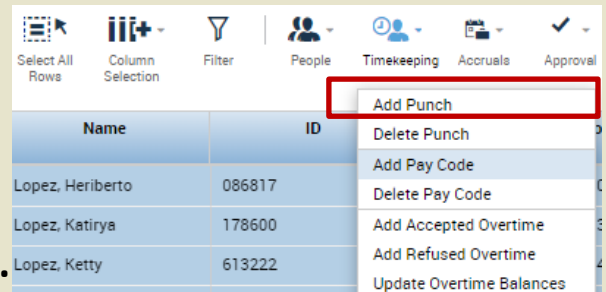 Select All Rows
Column Selection
Filter
People
Timekeeping
Accruals
Approval
Name ID
Add Punch
Delete Punch
Add Pay Code
Delete Pay Code
Add Accepted Overtime
Add Refused Overtime
Update Overtime Balances
Lopez, Heriberto 086817
Lopez, Katirya 178600
Lopez, Ketty 613222